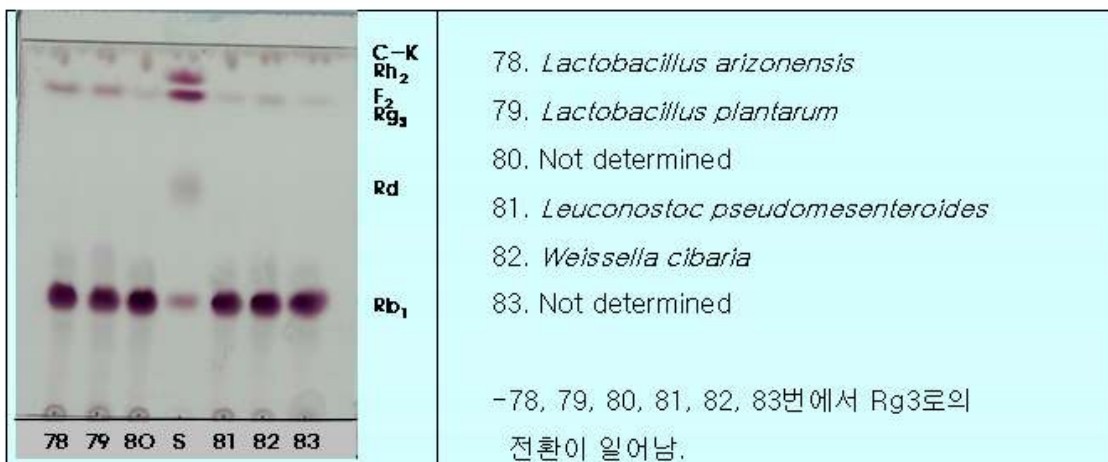 C-K
Rh₂
F₂
Rg₃
Rd
Rb₁
78 79 80 S 81 82 83
78. Lactobacillus arizonensis
79. Lactobacillus plantarum
80. Not determined
81. Leuconostoc pseudomesenteroides
82. Weissella cibaria
83. Not determined
-78, 79, 80, 81, 82, 83번에서 Rg3로의
전환이 일어남.